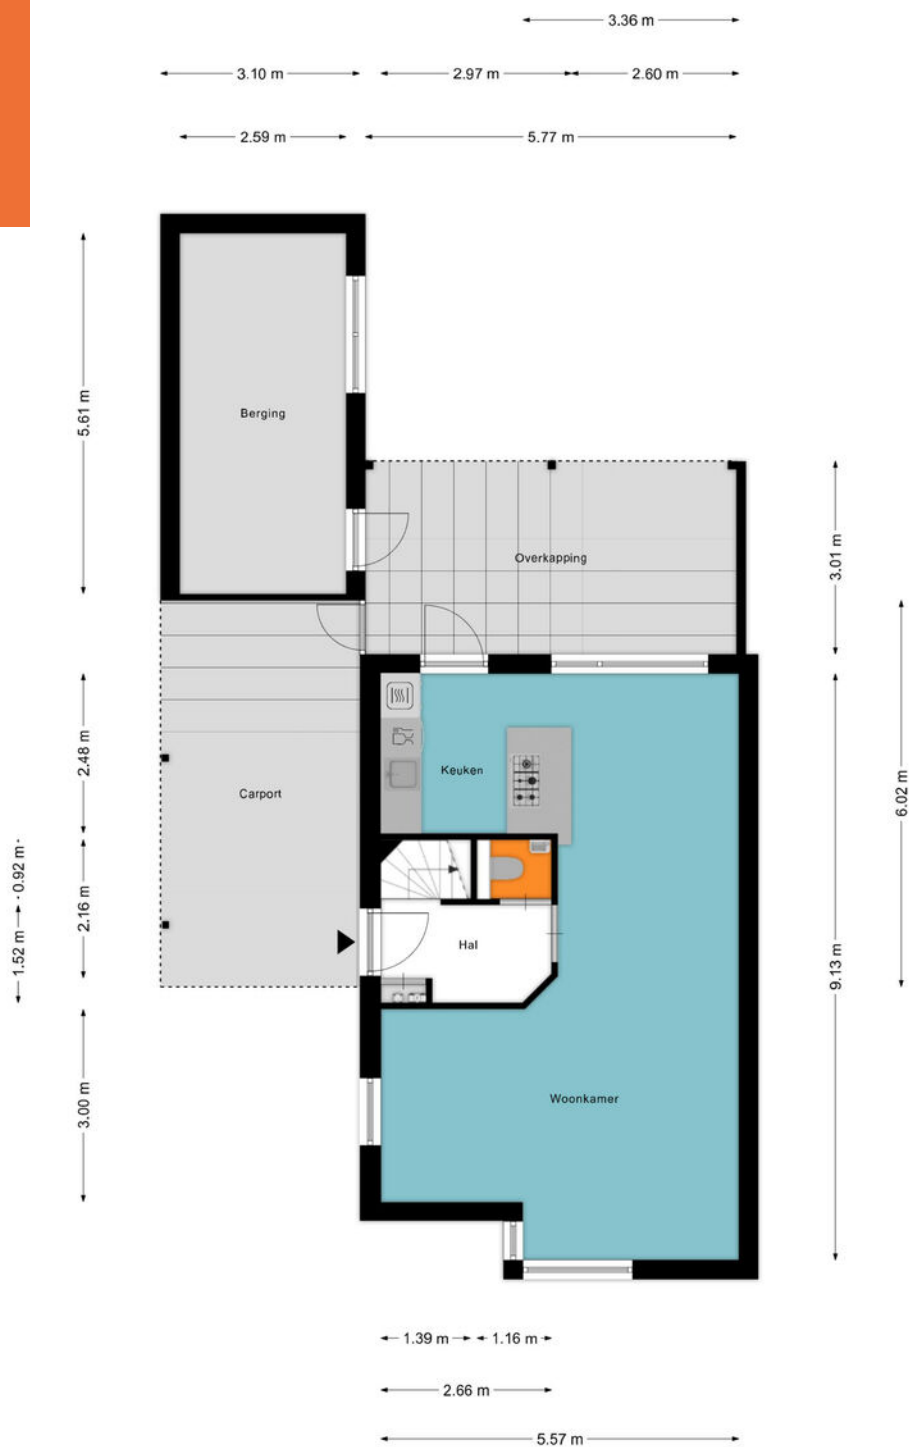 3.36 m
3.10 m
2.97 m
2.60 m
2.59 m
5.77 m
5.61 m
Berging
Overkapping
3.01 m
2.48 m
Keuken
Carport
6.02 m
0.92 m
1.52 m
2.16 m
Hal
9.13 m
3.00 m
Woonkamer
1.39 m
1.16 m
2.66 m
5.57 m